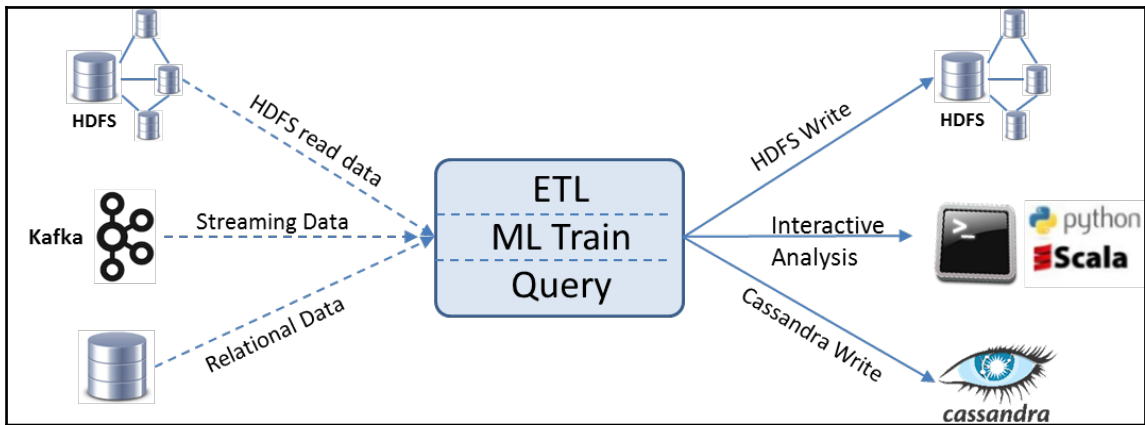 HDFS
HDFS read data
Kafka
Streaming Data
Relational Data
ETL
ML Train
Query
HDFS Write
HDFS
Interactive
Analysis
>_
python
Scala
Cassandra Write
cassandra